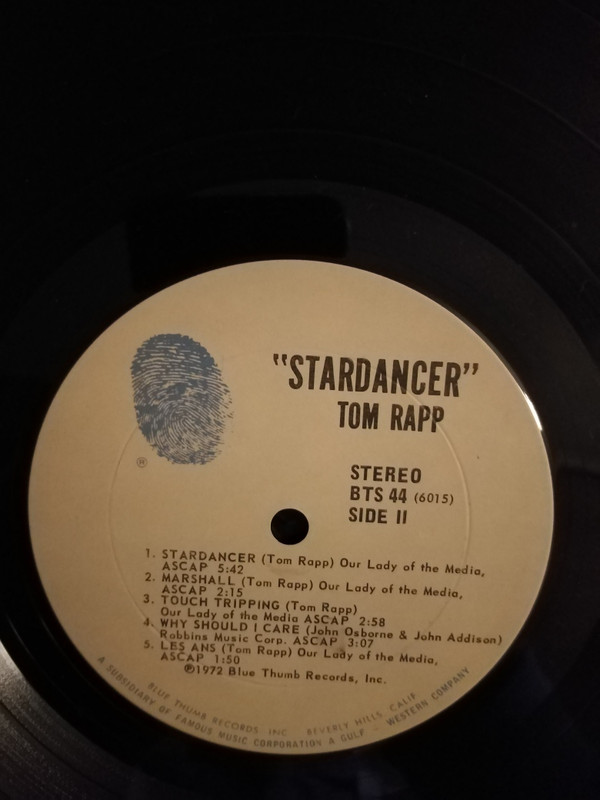 "STARDANCER"
TOM RAPP
®
STEREO
BTS 44 (6015)
SIDE II
1. STARDANCER (Tom Rapp) Our Lady of the Media,
ASCAP 5:42
2. MARSHALL (Tom Rapp) Our Lady of the Media,
ASCAP 2:15
3. TOUCH TRIPPING (Tom Rapp)
Our Lady of the Media ASCAP 2:58
4. WHY SHOULD I CARE (John Osborne & John Addison)
Robbins Music Corp. ASCAP 3:07
5. LES ANS (Tom Rapp) Our Lady of the Media,
ASCAP 1:50
℗1972 Blue Thumb Records, Inc.
BLUE THUMB RECORDS INC. BEVERLY HILLS, CALIF.
A SUBSIDIARY OF FAMOUS MUSIC CORPORATION A GULF + WESTERN COMPANY